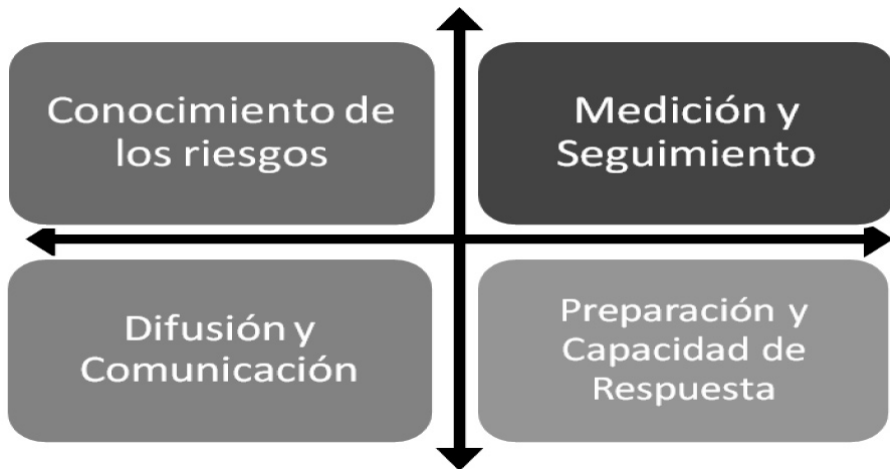 Conocimiento de
los riesgos
Medición y
Seguimiento
Difusión y
Comunicación
Preparación y
Capacidad de
Respuesta